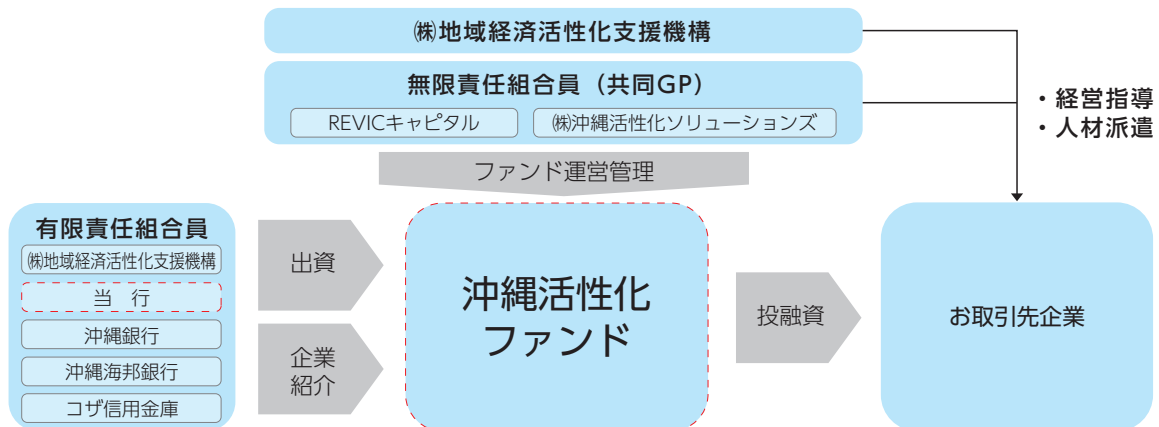 ㈱地域経済活性化支援機構
無限責任組合員（共同GP）
REVICキャピタル
㈱沖縄活性化ソリューションズ
・経営指導
・人材派遣
ファンド運営管理
有限責任組合員
㈱地域経済活性化支援機構
当　行
沖縄銀行
沖縄海邦銀行
コザ信用金庫
出資
企業
紹介
沖縄活性化
ファンド
投融資
お取引先企業